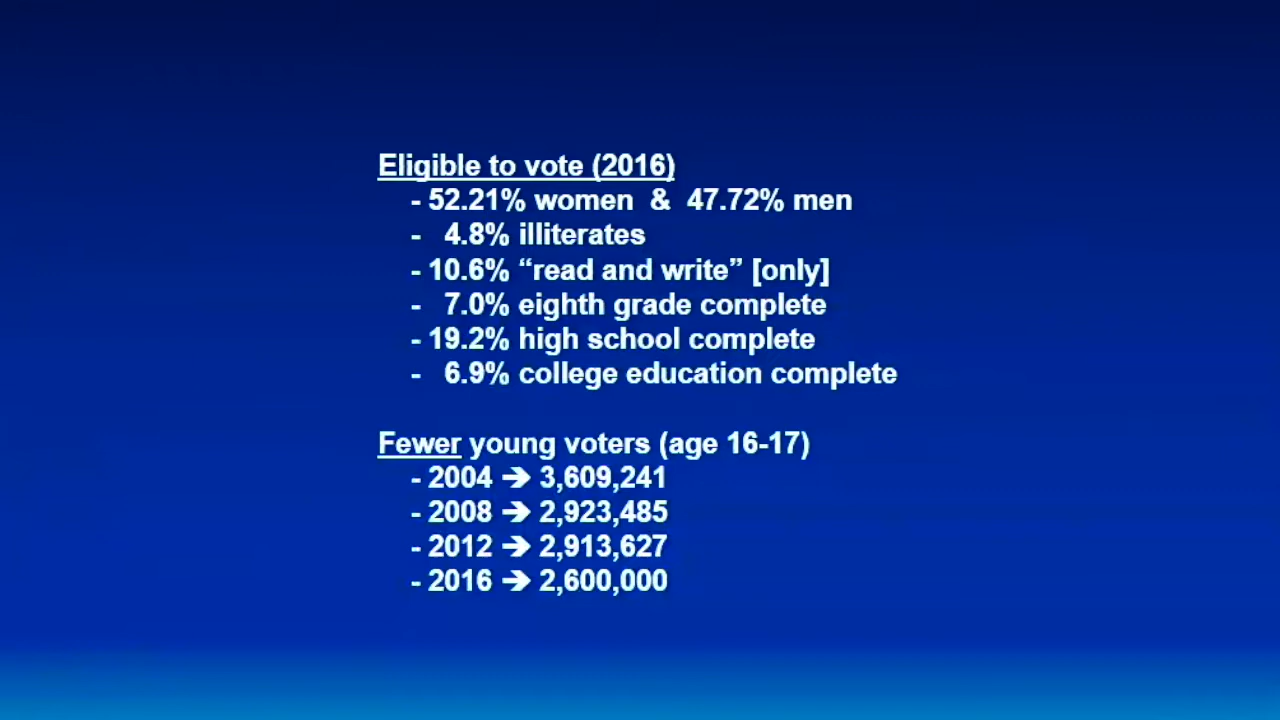 Eligible to vote (2016)
- 52.21% women & 47.72% men
- 4.8% illiterates
- 10.6% “read and write” [only]
- 7.0% eighth grade complete
- 19.2% high school complete
- 6.9% college education complete
Fewer young voters (age 16-17)
- 2004 ➔ 3,609,241
- 2008 ➔ 2,923,485
- 2012 ➔ 2,913,627
- 2016 ➔ 2,600,000